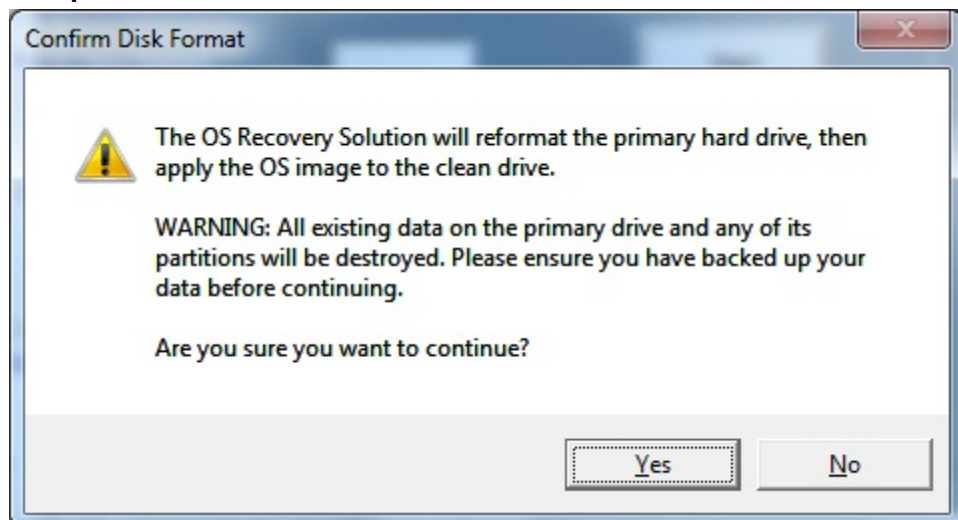 Confirm Disk Format
The OS Recovery Solution will reformat the primary hard drive, then
apply the OS image to the clean drive.
WARNING: All existing data on the primary drive and any of its
partitions will be destroyed. Please ensure you have backed up your
data before continuing.
Are you sure you want to continue?
Yes No